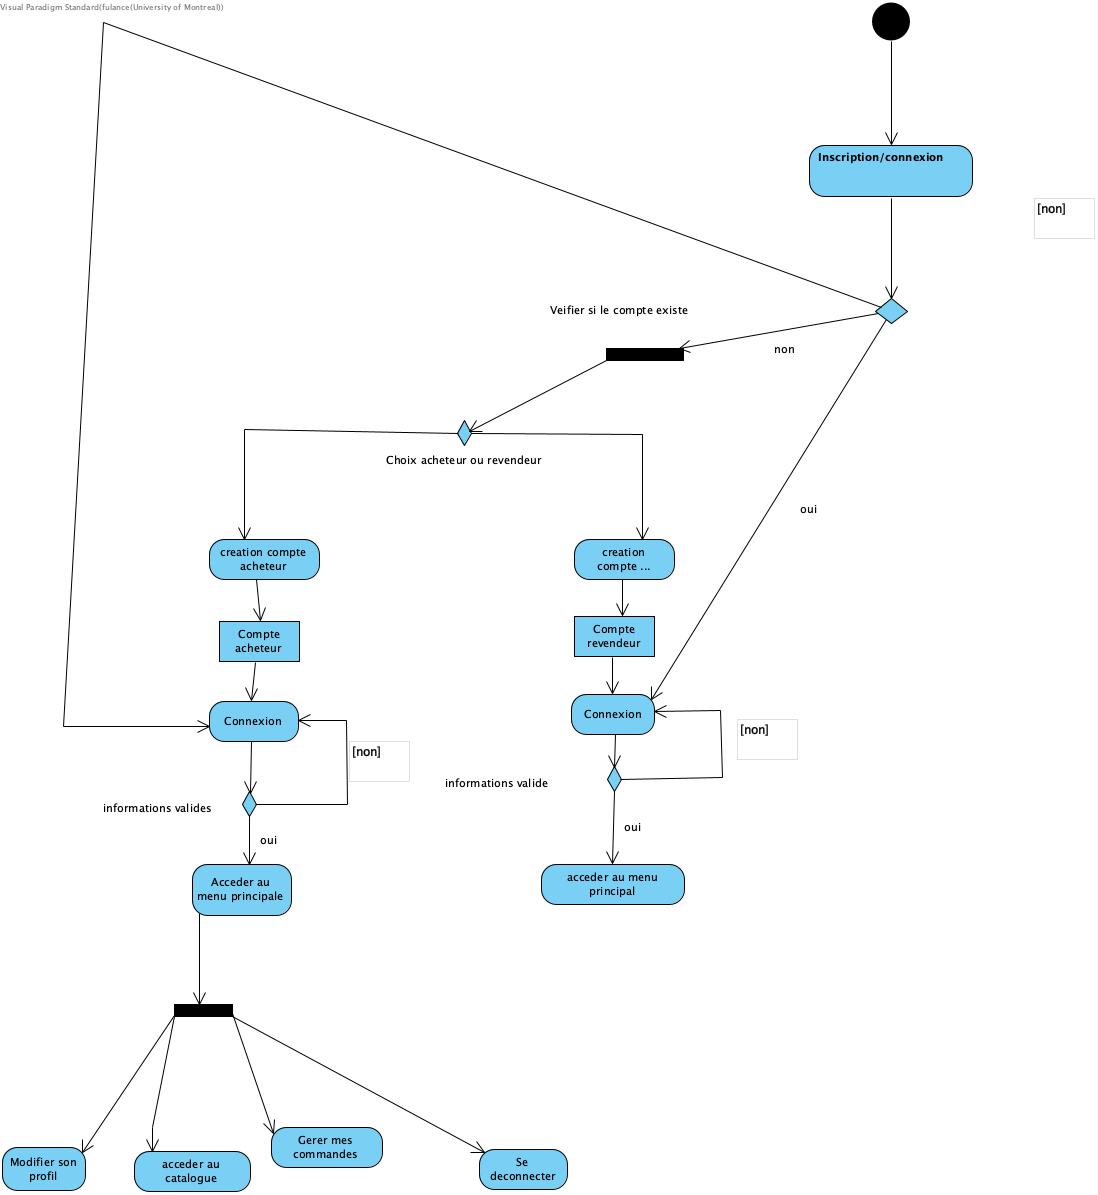 Visual Paradigm Standard(fulance(University of Montreal))
Inscription/connexion
[non]
Veifier si le compte existe
non
Choix acheteur ou revendeur
oui
creation compte
acheteur
creation
compte ...
Compte
acheteur
Compte
revendeur
Connexion
Connexion
[non]
[non]
informations valides
informations valide
oui
oui
Acceder au
menu principale
acceder au menu
principal
Modifier son
profil
acceder au
catalogue
Gerer mes
commandes
Se
deconnecter